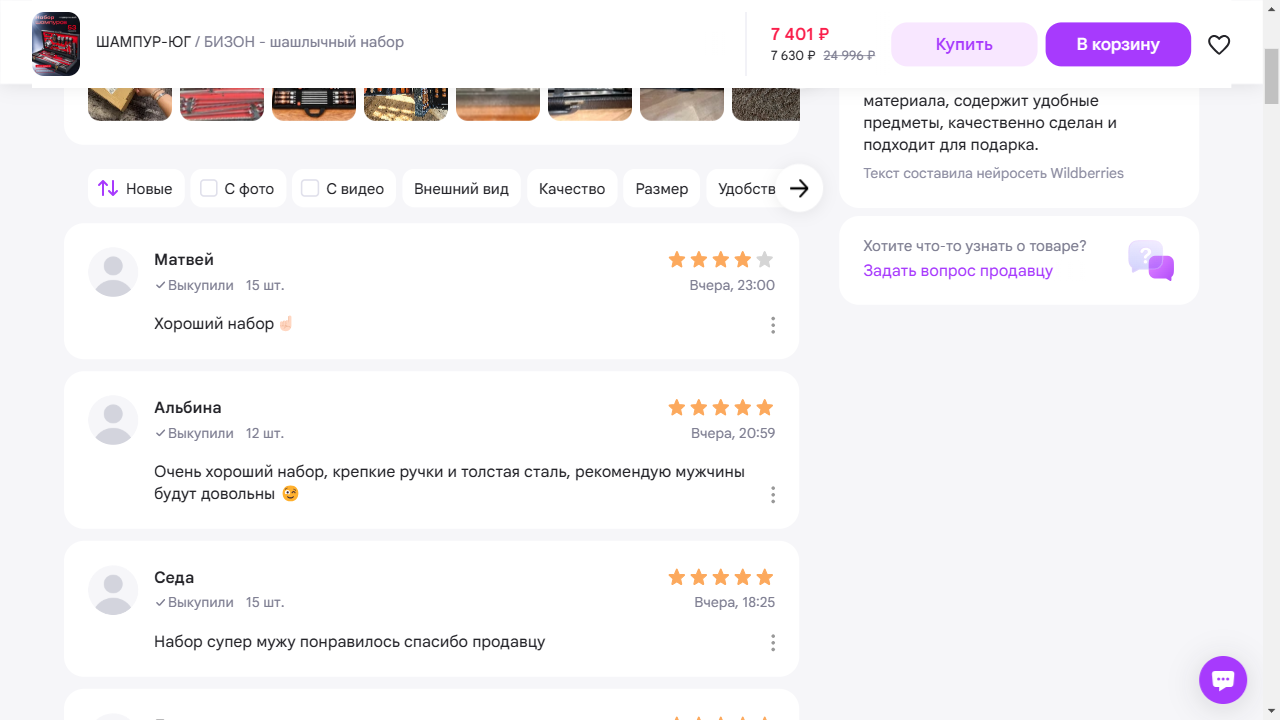 ШАМПУР-ЮГ / БИЗОН - шашлычный набор
7 401 ₽
7 630 ₽ 24 996 ₽
Купить
В корзину
материала, содержит удобные
предметы, качественно сделан и
подходит для подарка.
Текст составила нейросеть Wildberries
Хотите что-то узнать о товаре?
Задать вопрос продавцу
Новые
С фото
С видео
Внешний вид
Качество
Размер
Удобств
Матвей
Выкупили 15 шт.
Вчера, 23:00
Хороший набор ☝🏻
Альбина
Выкупили 12 шт.
Вчера, 20:59
Очень хороший набор, крепкие ручки и толстая сталь, рекомендую мужчины
будут довольны 😉
Седа
Выкупили 15 шт.
Вчера, 18:25
Набор супер мужу понравилось спасибо продавцу